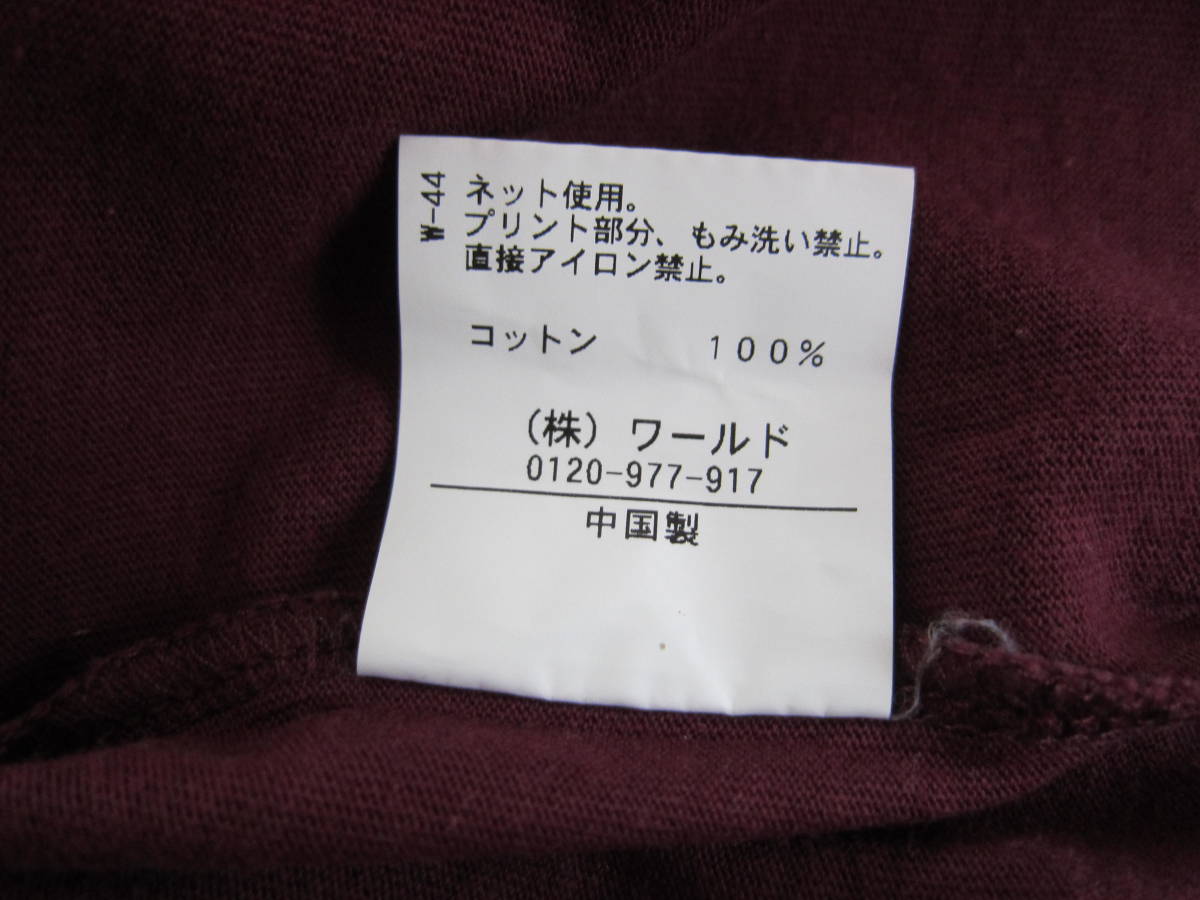 W-44
ネット使用。
プリント部分、もみ洗い禁止。
直接アイロン禁止。
コットン １００％
（株）ワールド
0120-977-917
中国製